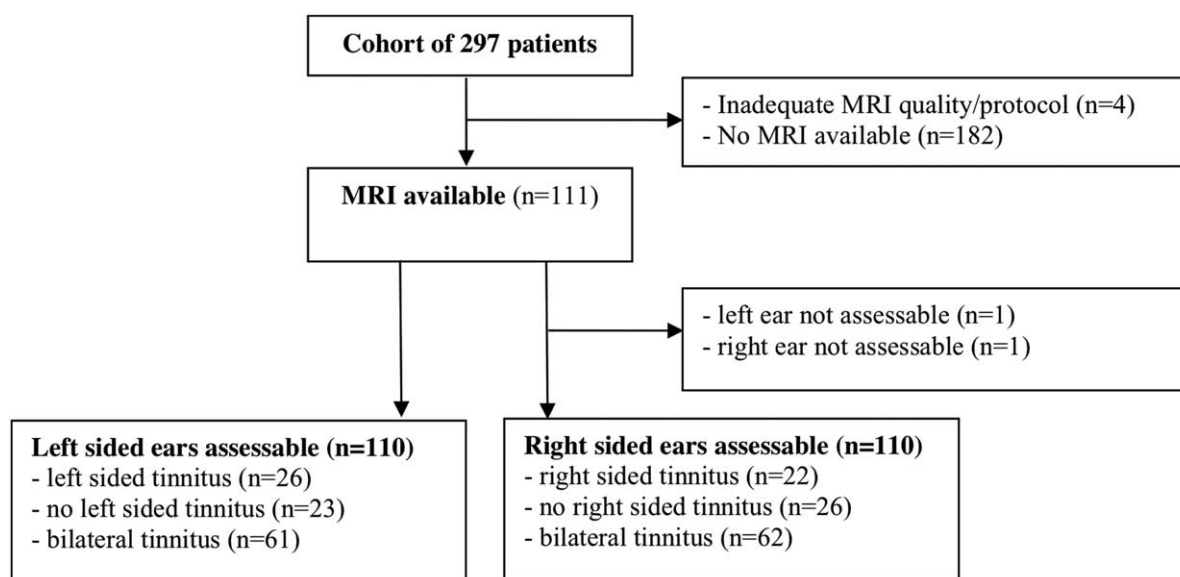 Cohort of 297 patients
- Inadequate MRI quality/protocol (n=4)
- No MRI available (n=182)
MRI available (n=111)
- left ear not assessable (n=1)
- right ear not assessable (n=1)
Left sided ears assessable (n=110)
- left sided tinnitus (n=26)
- no left sided tinnitus (n=23)
- bilateral tinnitus (n=61)
Right sided ears assessable (n=110)
- right sided tinnitus (n=22)
- no right sided tinnitus (n=26)
- bilateral tinnitus (n=62)